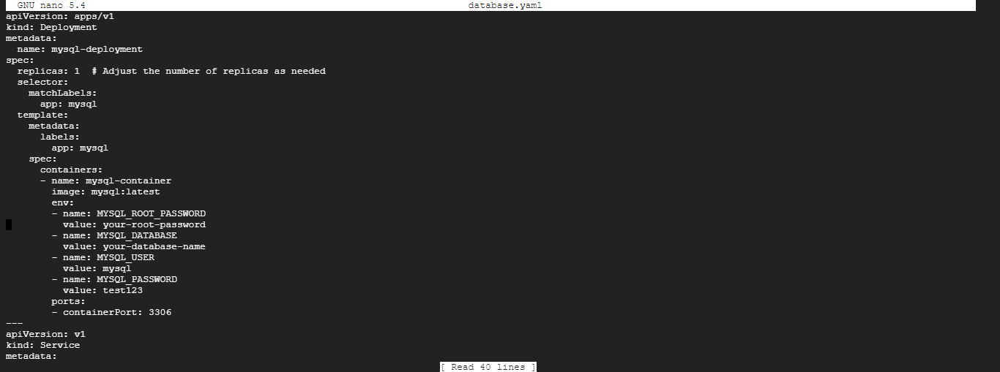 GNU nano 5.4 database.yaml
apiVersion: apps/v1
kind: Deployment
metadata:
  name: mysql-deployment
spec:
  replicas: 1  # Adjust the number of replicas as needed
  selector:
    matchLabels:
      app: mysql
  template:
    metadata:
      labels:
        app: mysql
    spec:
      containers:
      - name: mysql-container
        image: mysql:latest
        env:
        - name: MYSQL_ROOT_PASSWORD
          value: your-root-password
        - name: MYSQL_DATABASE
          value: your-database-name
        - name: MYSQL_USER
          value: mysql
        - name: MYSQL_PASSWORD
          value: test123
        ports:
        - containerPort: 3306
---
apiVersion: v1
kind: Service
metadata:
[ Read 40 lines ]